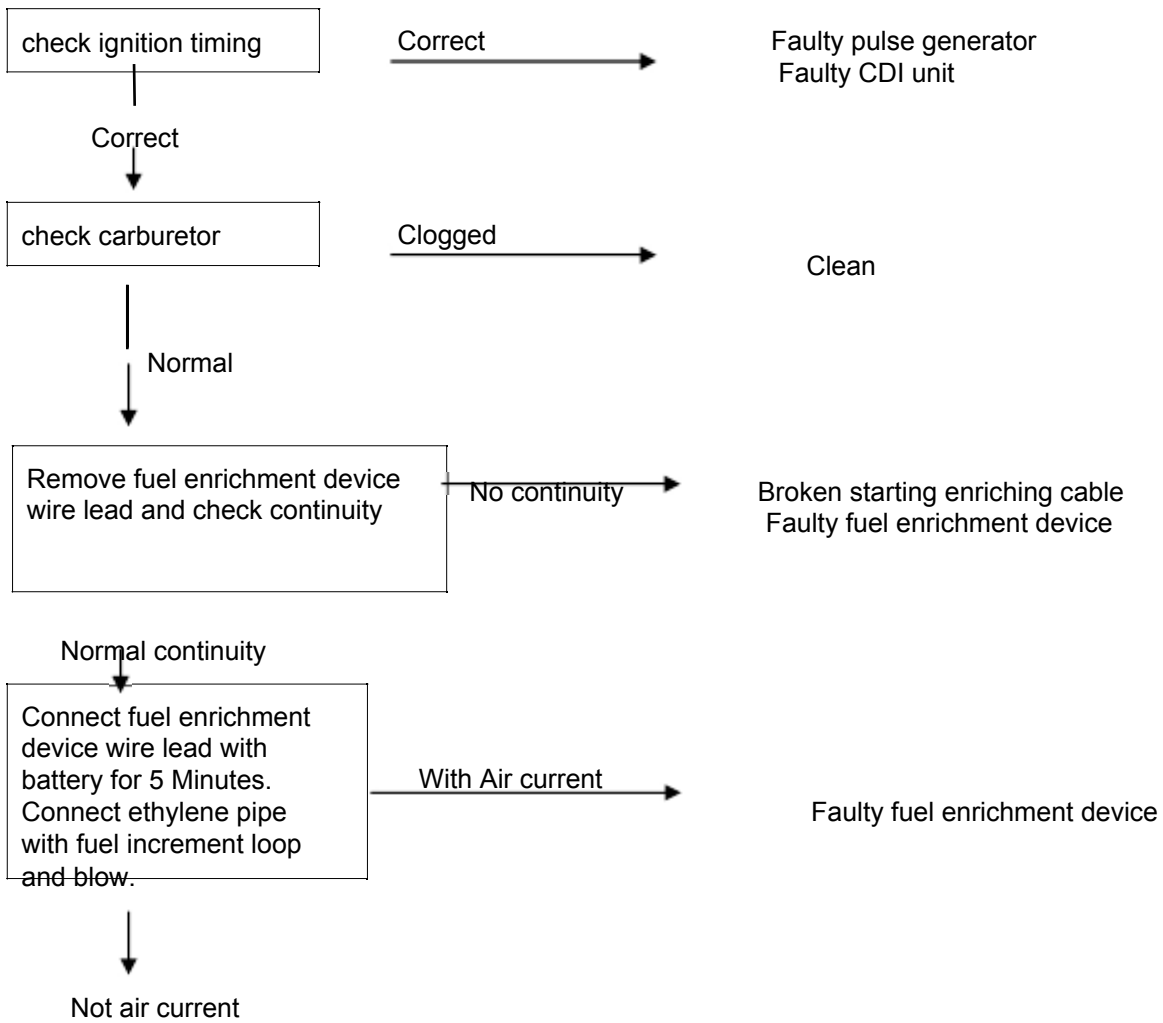 check ignition timing
Correct
Faulty pulse generator
Faulty CDI unit
Correct
check carburetor
Clogged
Clean
Normal
Remove fuel enrichment device
wire lead and check continuity
No continuity
Broken starting enriching cable
Faulty fuel enrichment device
Normal continuity
Connect fuel enrichment
device wire lead with
battery for 5 Minutes.
Connect ethylene pipe
with fuel increment loop
and blow.
With Air current
Faulty fuel enrichment device
Not air current